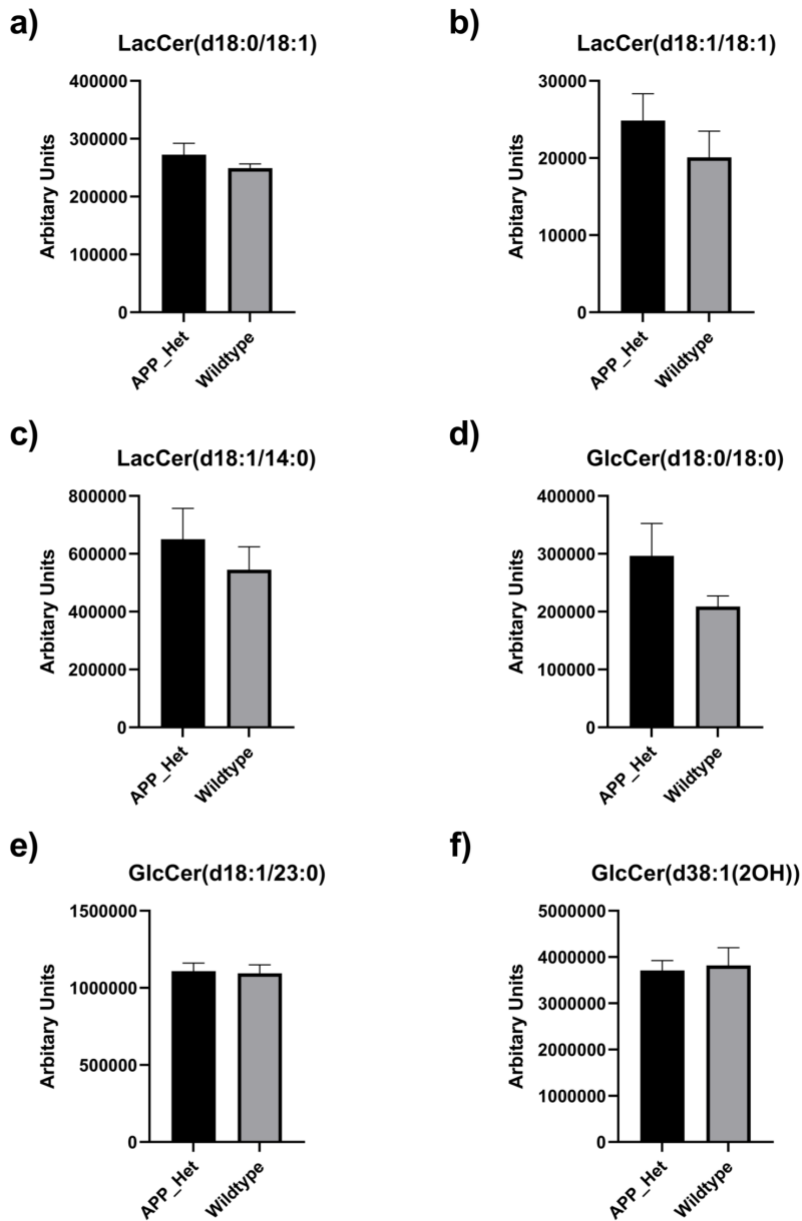 a)
LacCer(d18:0/18:1)
400000
300000
200000
100000
0
Arbitary Units
APP_Het
Wildtype
b)
LacCer(d18:1/18:1)
30000
20000
10000
0
Arbitary Units
APP_Het
Wildtype
c)
LacCer(d18:1/14:0)
800000
600000
400000
200000
0
Arbitary Units
APP_Het
Wildtype
d)
GlcCer(d18:0/18:0)
400000
300000
200000
100000
0
Arbitary Units
APP_Het
Wildtype
e)
GlcCer(d18:1/23:0)
1500000
1000000
500000
0
Arbitary Units
APP_Het
Wildtype
f)
GlcCer(d38:1(2OH))
5000000
4000000
3000000
2000000
1000000
0
Arbitary Units
APP_Het
Wildtype